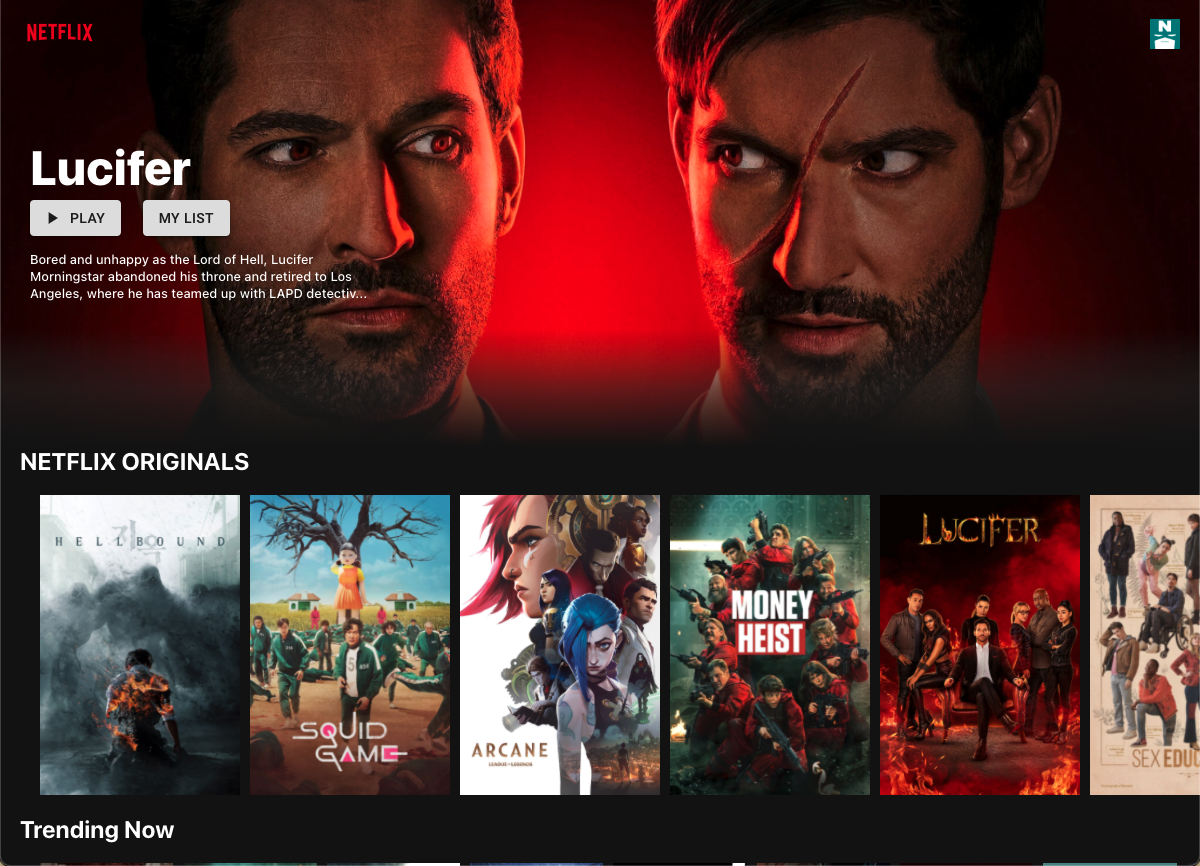 NETFLIX
N
Lucifer
PLAY
MY LIST
Bored and unhappy as the Lord of Hell, Lucifer
Morningstar abandoned his throne and retired to Los
Angeles, where he has teamed up with LAPD detectiv...
NETFLIX ORIGINALS
HELLBOUND
SQUID
GAME
ARCANE
LEAGUE OF LEGENDS
MONEY
HEIST
LUCIFER
SEX EDUC
Trending Now